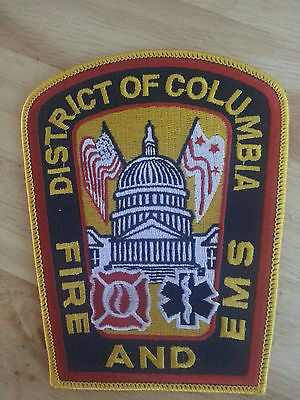 DISTRICT OF COLUMBIA
FIRE
AND
EMS